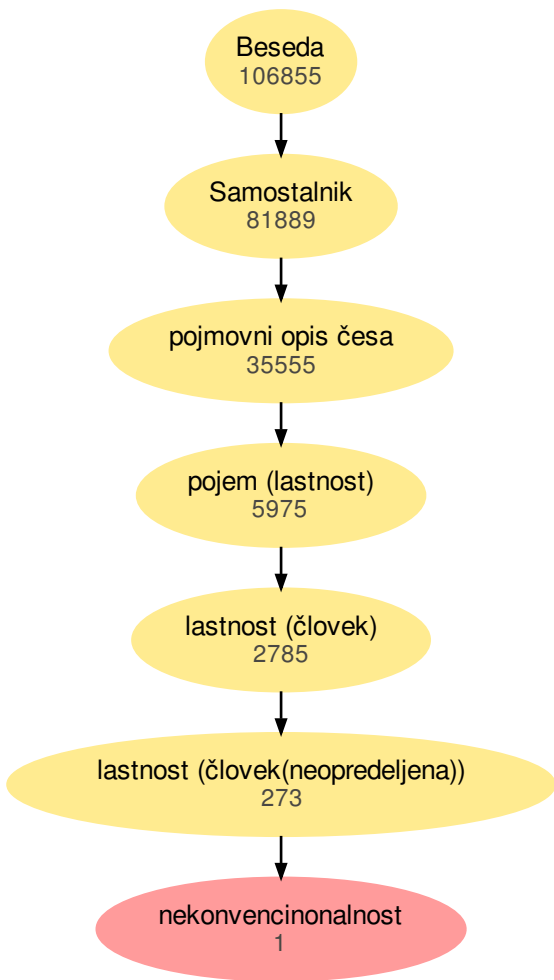 Beseda
106855
Samostalnik
81889
pojmovni opis česa
35555
pojem (lastnost)
5975
lastnost (človek)
2785
lastnost (človek(neopredeljena))
273
nekonvencinonalnost
1